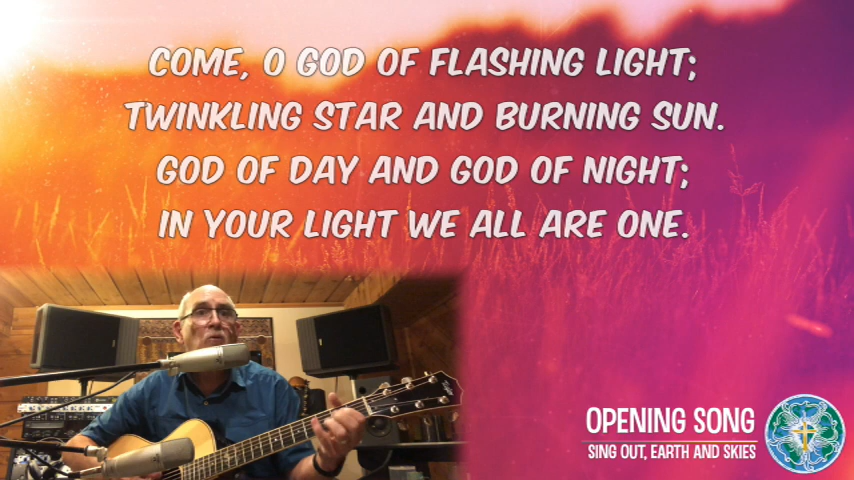 COME, O GOD OF FLASHING LIGHT;
TWINKLING STAR AND BURNING SUN.
GOD OF DAY AND GOD OF NIGHT;
IN YOUR LIGHT WE ALL ARE ONE.
OPENING SONG
SING OUT, EARTH AND SKIES